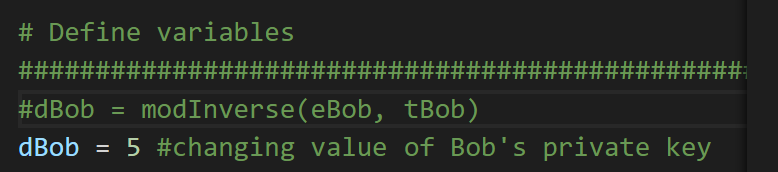 # Define variables
################################################
#dBob = modInverse(eBob, tBob)
dBob = 5 #changing value of Bob's private key